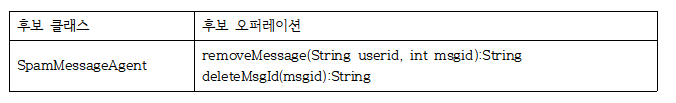 후보 클래스 후보 오퍼레이션
SpamMessageAgent
removeMessage(String userid, int msgid):String
deleteMsgId(msgid):String